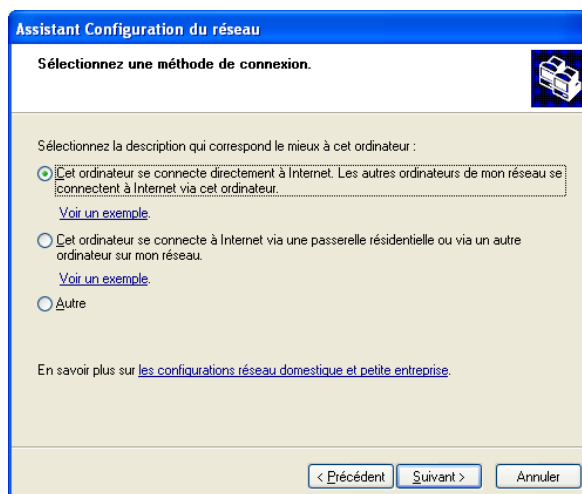 Assistant Configuration du réseau
Sélectionnez une méthode de connexion.
Sélectionnez la description qui correspond le mieux à cet ordinateur :
Cet ordinateur se connecte directement à Internet. Les autres ordinateurs de mon réseau se
connectent à Internet via cet ordinateur.
Voir un exemple.
Cet ordinateur se connecte à Internet via une passerelle résidentielle ou via un autre
ordinateur sur mon réseau.
Voir un exemple.
Autre
En savoir plus sur les configurations réseau domestique et petite entreprise.
< Précédent Suivant > Annuler